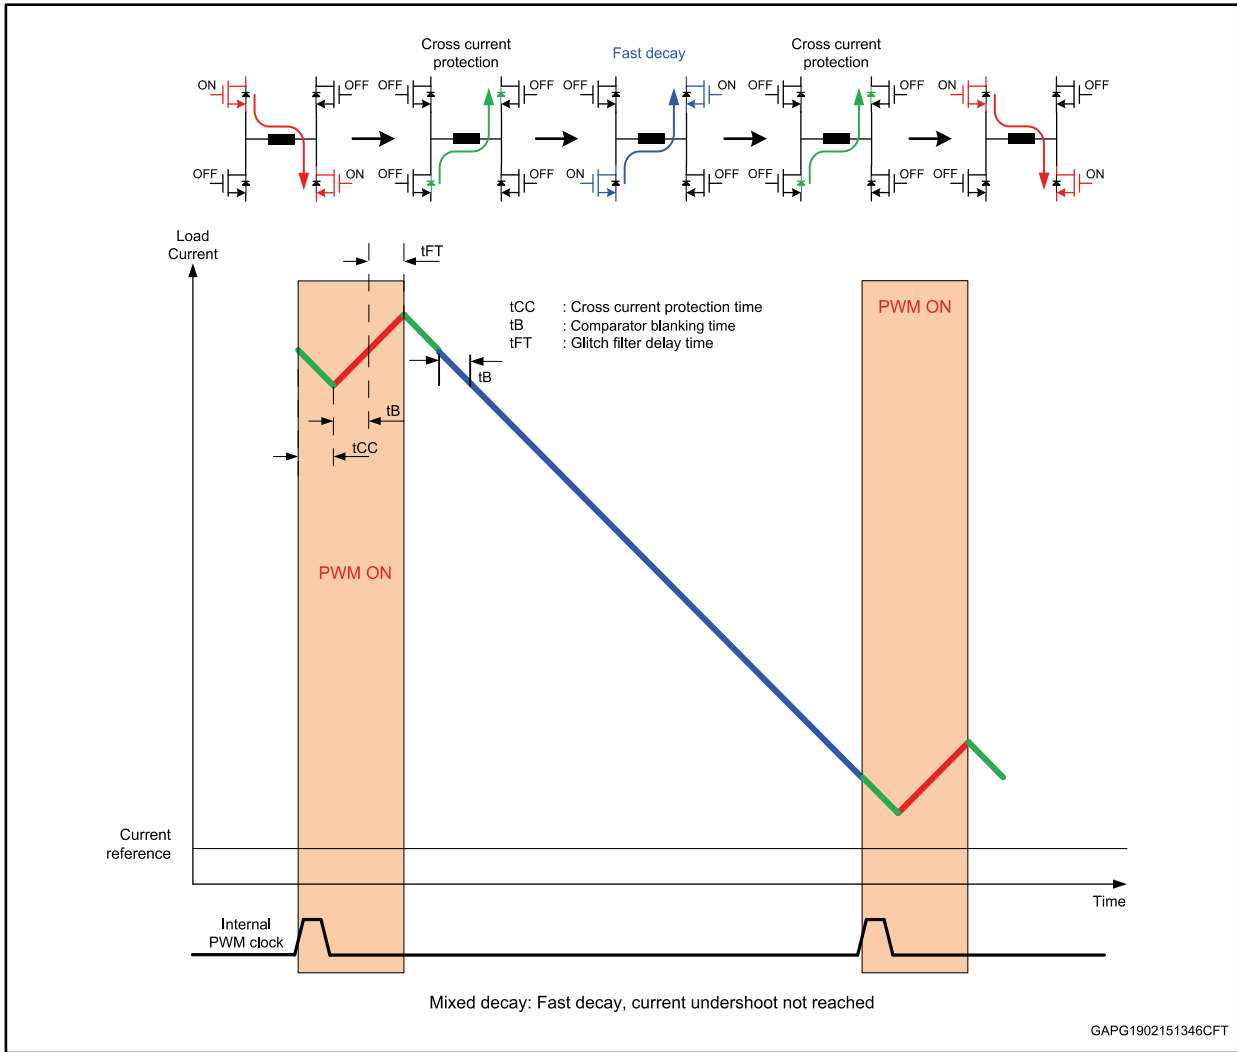 Cross current
protection
Fast decay
Cross current
protection
ON
OFF
OFF
OFF
OFF
ON
OFF
OFF
ON
OFF
OFF
ON
OFF
OFF
ON
OFF
OFF
OFF
OFF
ON
Load
Current
tFT
tCC : Cross current protection time
tB : Comparator blanking time
tFT : Glitch filter delay time
PWM ON
tB
tB
tCC
PWM ON
Current
reference
Time
Internal
PWM clock
Mixed decay: Fast decay, current undershoot not reached
GAPG1902151346CFT